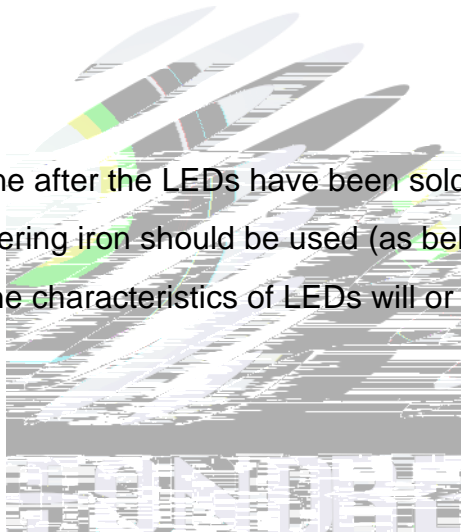 ne after the LEDs have been sold
ering iron should be used (as bel
ne characteristics of LEDs will or